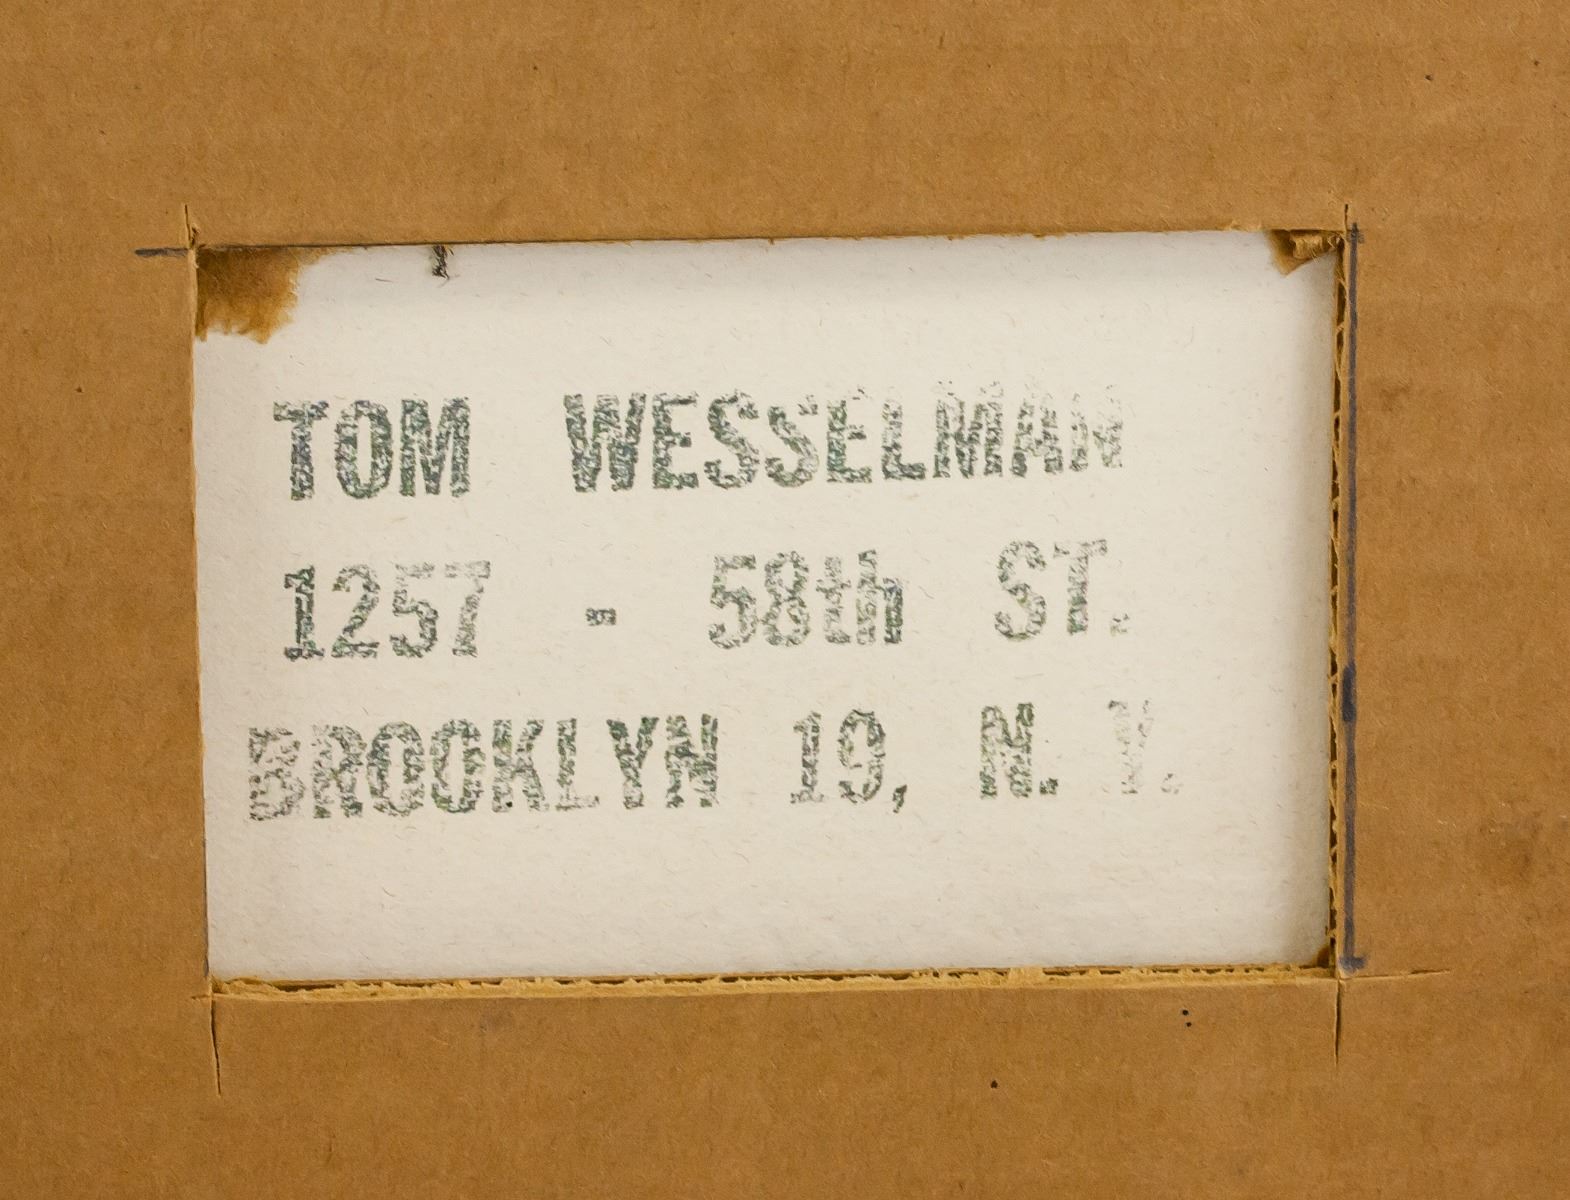 TOM WESSELMAN
1257 - 58th ST.
BROOKLYN 19, N. Y.